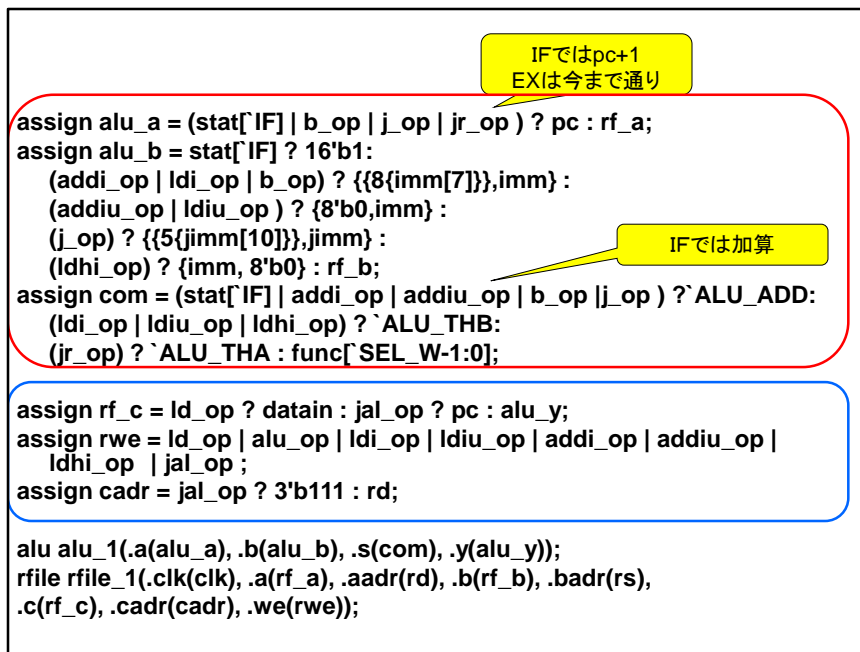 IFではpc+1
EXは今まで通り
assign alu_a = (stat[`IF] | b_op | j_op | jr_op ) ? pc : rf_a;
assign alu_b = stat[`IF] ? 16'b1:
(addi_op | ldi_op | b_op) ? {{8{imm[7]}},imm} :
(addiu_op | ldiu_op ) ? {8'b0,imm} :
(j_op) ? {{5{jimm[10]}},jimm} :
(ldhi_op) ? {imm, 8'b0} : rf_b;
IFでは加算
assign com = (stat[`IF] | addi_op | addiu_op | b_op |j_op ) ?`ALU_ADD:
(ldi_op | ldiu_op | ldhi_op) ? `ALU_THB:
(jr_op) ? `ALU_THA : func[`SEL_W-1:0];
assign rf_c = ld_op ? datain : jal_op ? pc : alu_y;
assign rwe = ld_op | alu_op | ldi_op | ldiu_op | addi_op | addiu_op |
ldhi_op | jal_op ;
assign cadr = jal_op ? 3'b111 : rd;
alu alu_1(.a(alu_a), .b(alu_b), .s(com), .y(alu_y));
rfile rfile_1(.clk(clk), .a(rf_a), .aadr(rd), .b(rf_b), .badr(rs),
.c(rf_c), .cadr(cadr), .we(rwe));